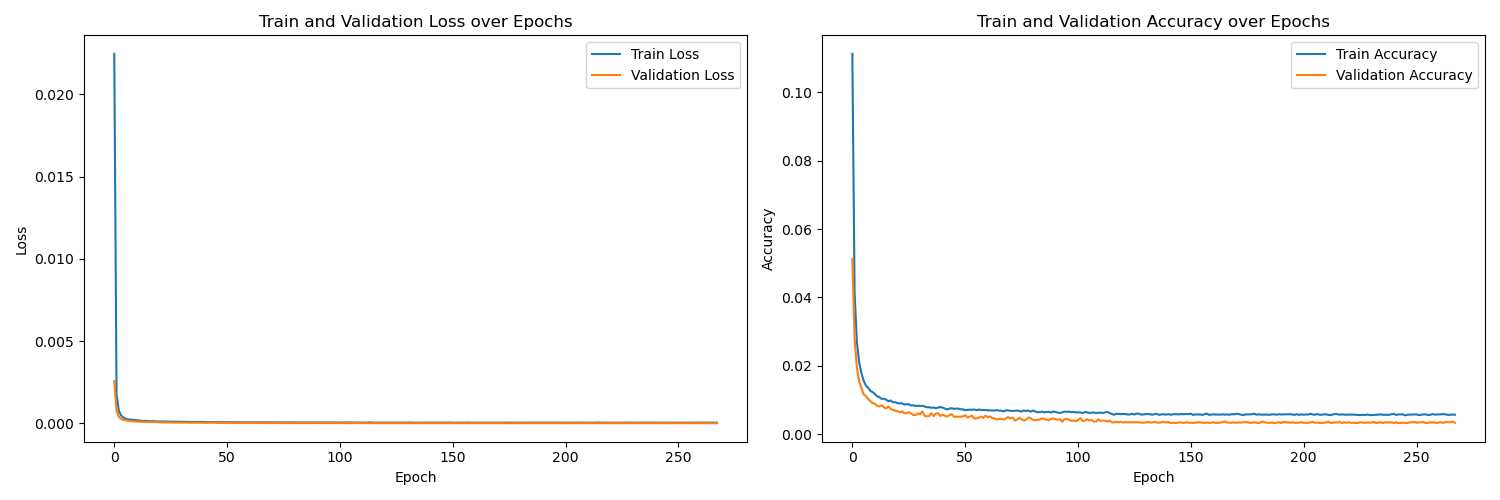 Train and Validation Loss over Epochs
Train Loss
Validation Loss
0.020
0.015
0.010
0.005
0.000
Loss
0
50
100
150
200
250
Epoch
Train and Validation Accuracy over Epochs
Train Accuracy
Validation Accuracy
0.10
0.08
0.06
0.04
0.02
0.00
Accuracy
0
50
100
150
200
250
Epoch